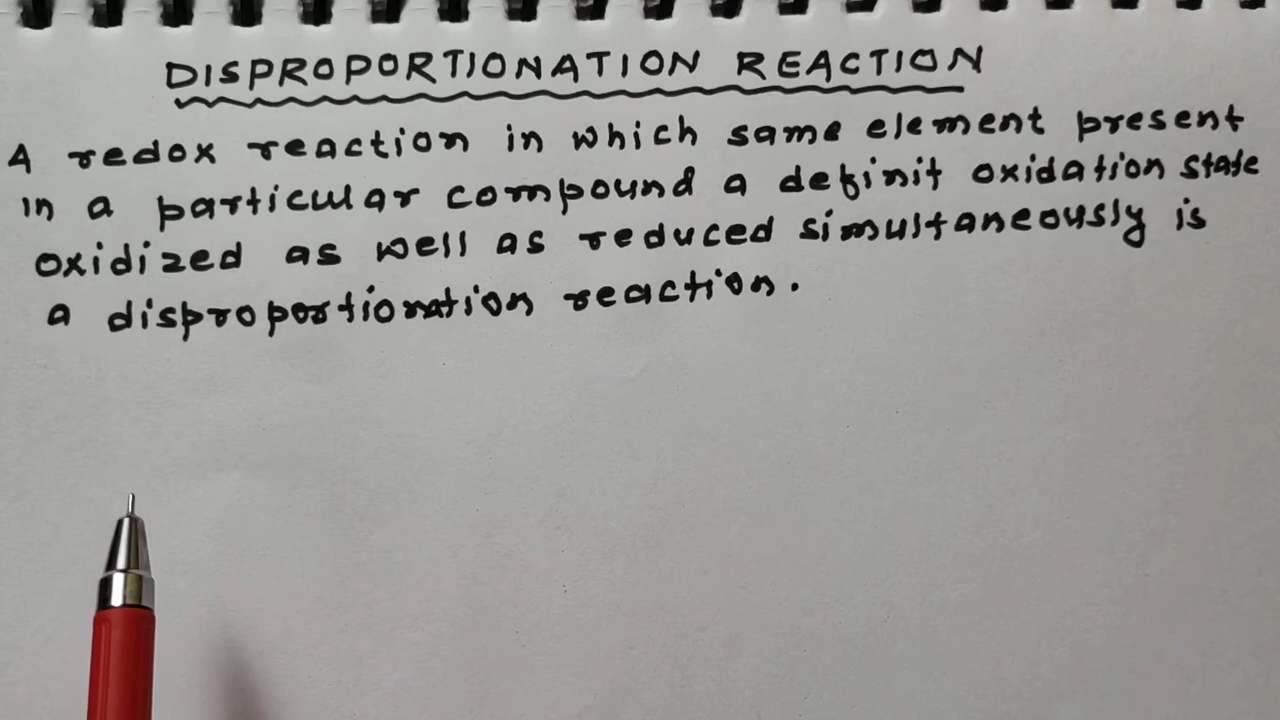 DISPROPORTIONATION REACTION
A redox reaction in which same element present
in a particular compound a definit oxidation state
oxidized as well as reduced simultaneously is
a disproportionation reaction.